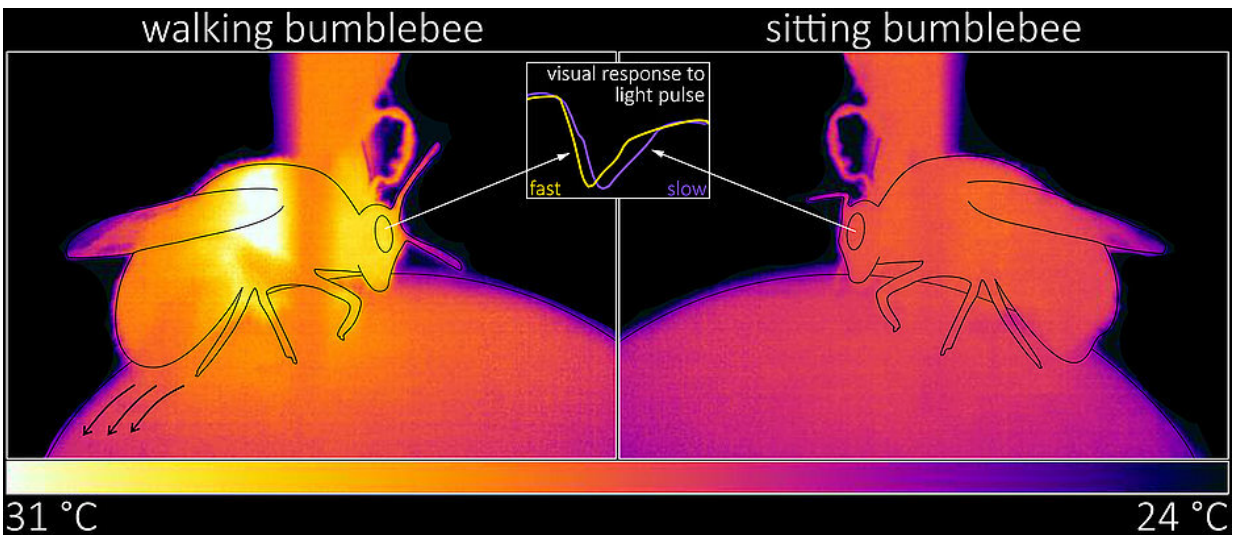 walking bumblebee
sitting bumblebee
visual response to
light pulse
fast
slow
31 °C
24 °C